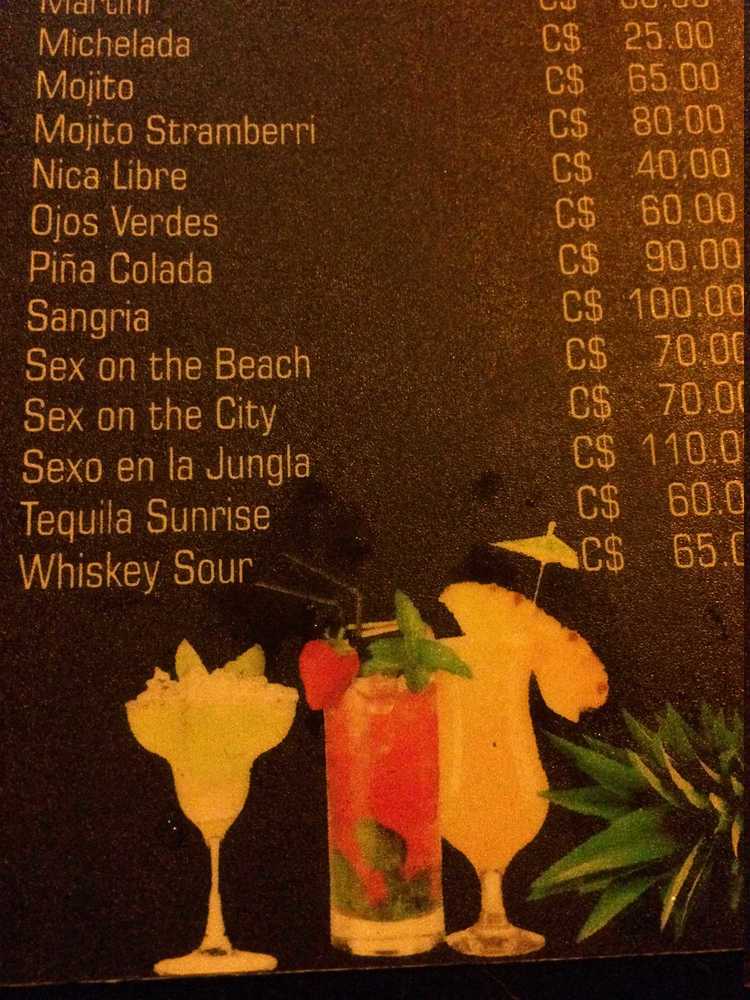 Martini C$
Michelada C$ 25.00
Mojito C$ 65.00
Mojito Stramberri C$ 80.00
Nica Libre C$ 40.00
Ojos Verdes C$ 60.00
Piña Colada C$ 90.00
Sangria C$ 100.00
Sex on the Beach C$ 70.00
Sex on the City C$ 70.00
Sexo en la Jungla C$ 110.0
Tequila Sunrise C$ 60.0
Whiskey Sour C$ 65.0